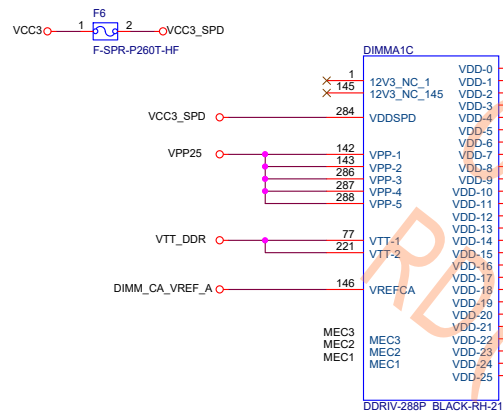 F6
VCC3 1 2 VCC3_SPD
F-SPR-P260T-HF
DIMMA1C
1 12V3_NC_1
145 12V3_NC_145
VCC3_SPD 284 VDDSPD
VPP25 142 VPP-1
143 VPP-2
286 VPP-3
287 VPP-4
288 VPP-5
VTT_DDR 77 VTT-1
221 VTT-2
DIMM_CA_VREF_A 146 VREFCA
MEC3 MEC3
MEC2 MEC2
MEC1 MEC1
VDD-0
VDD-1
VDD-2
VDD-3
VDD-4
VDD-5
VDD-6
VDD-7
VDD-8
VDD-9
VDD-10
VDD-11
VDD-12
VDD-13
VDD-14
VDD-15
VDD-16
VDD-17
VDD-18
VDD-19
VDD-20
VDD-21
VDD-22
VDD-23
VDD-24
VDD-25
DDRIV-288P_BLACK-RH-21